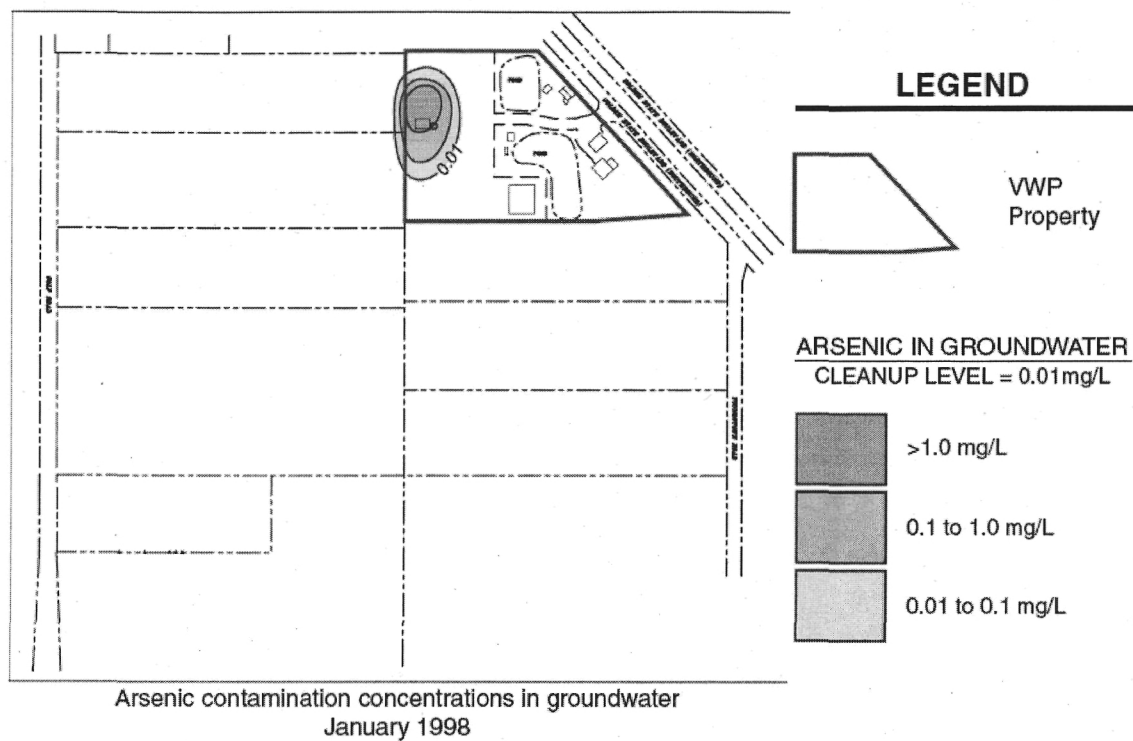 LEGEND
VWP
Property
ARSENIC IN GROUNDWATER
CLEANUP LEVEL = 0.01mg/L
>1.0 mg/L
0.1 to 1.0 mg/L
0.01 to 0.1 mg/L
0.01
POND
POND
Arsenic contamination concentrations in groundwater
January 1998